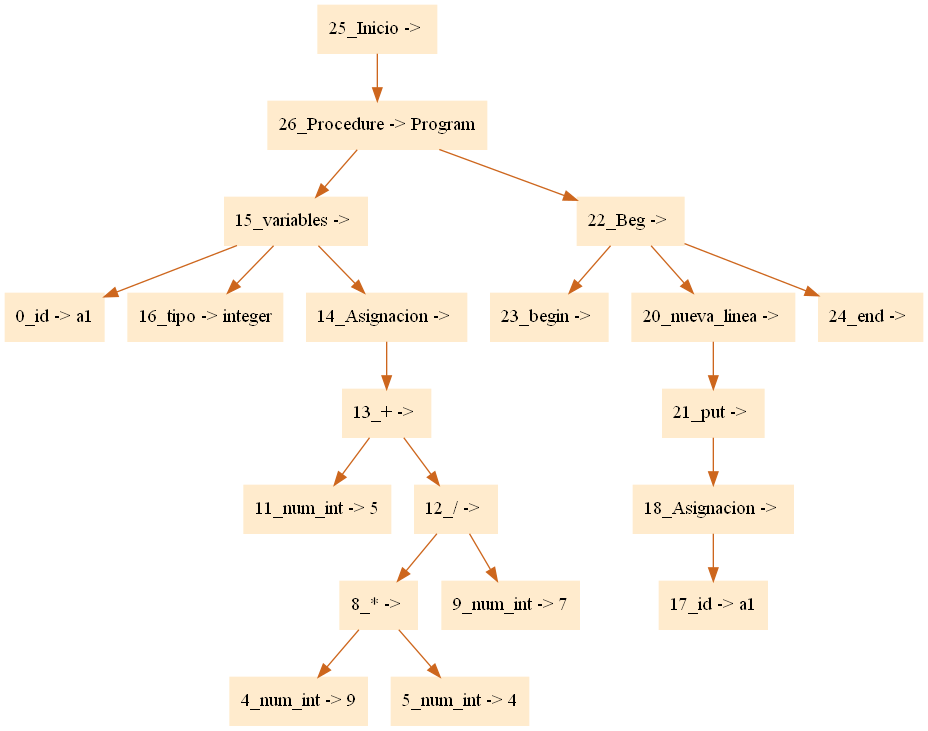 25_Inicio ->
26_Procedure -> Program
15_variables ->
22_Beg ->
0_id -> a1
16_tipo -> integer
14_Asignacion ->
23_begin ->
20_nueva_linea ->
24_end ->
13_+ ->
21_put ->
11_num_int -> 5
12_/ ->
18_Asignacion ->
8_* ->
9_num_int -> 7
17_id -> a1
4_num_int -> 9
5_num_int -> 4